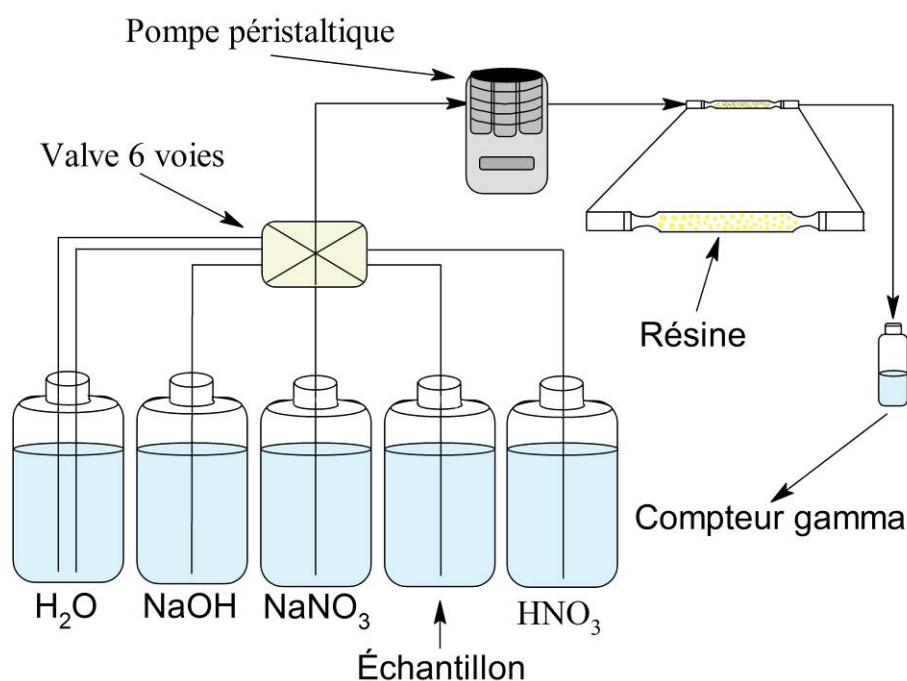 Pompe péristaltique
Valve 6 voies
Résine
Compteur gamma
H₂O
NaOH
NaNO₃
HNO₃
Échantillon